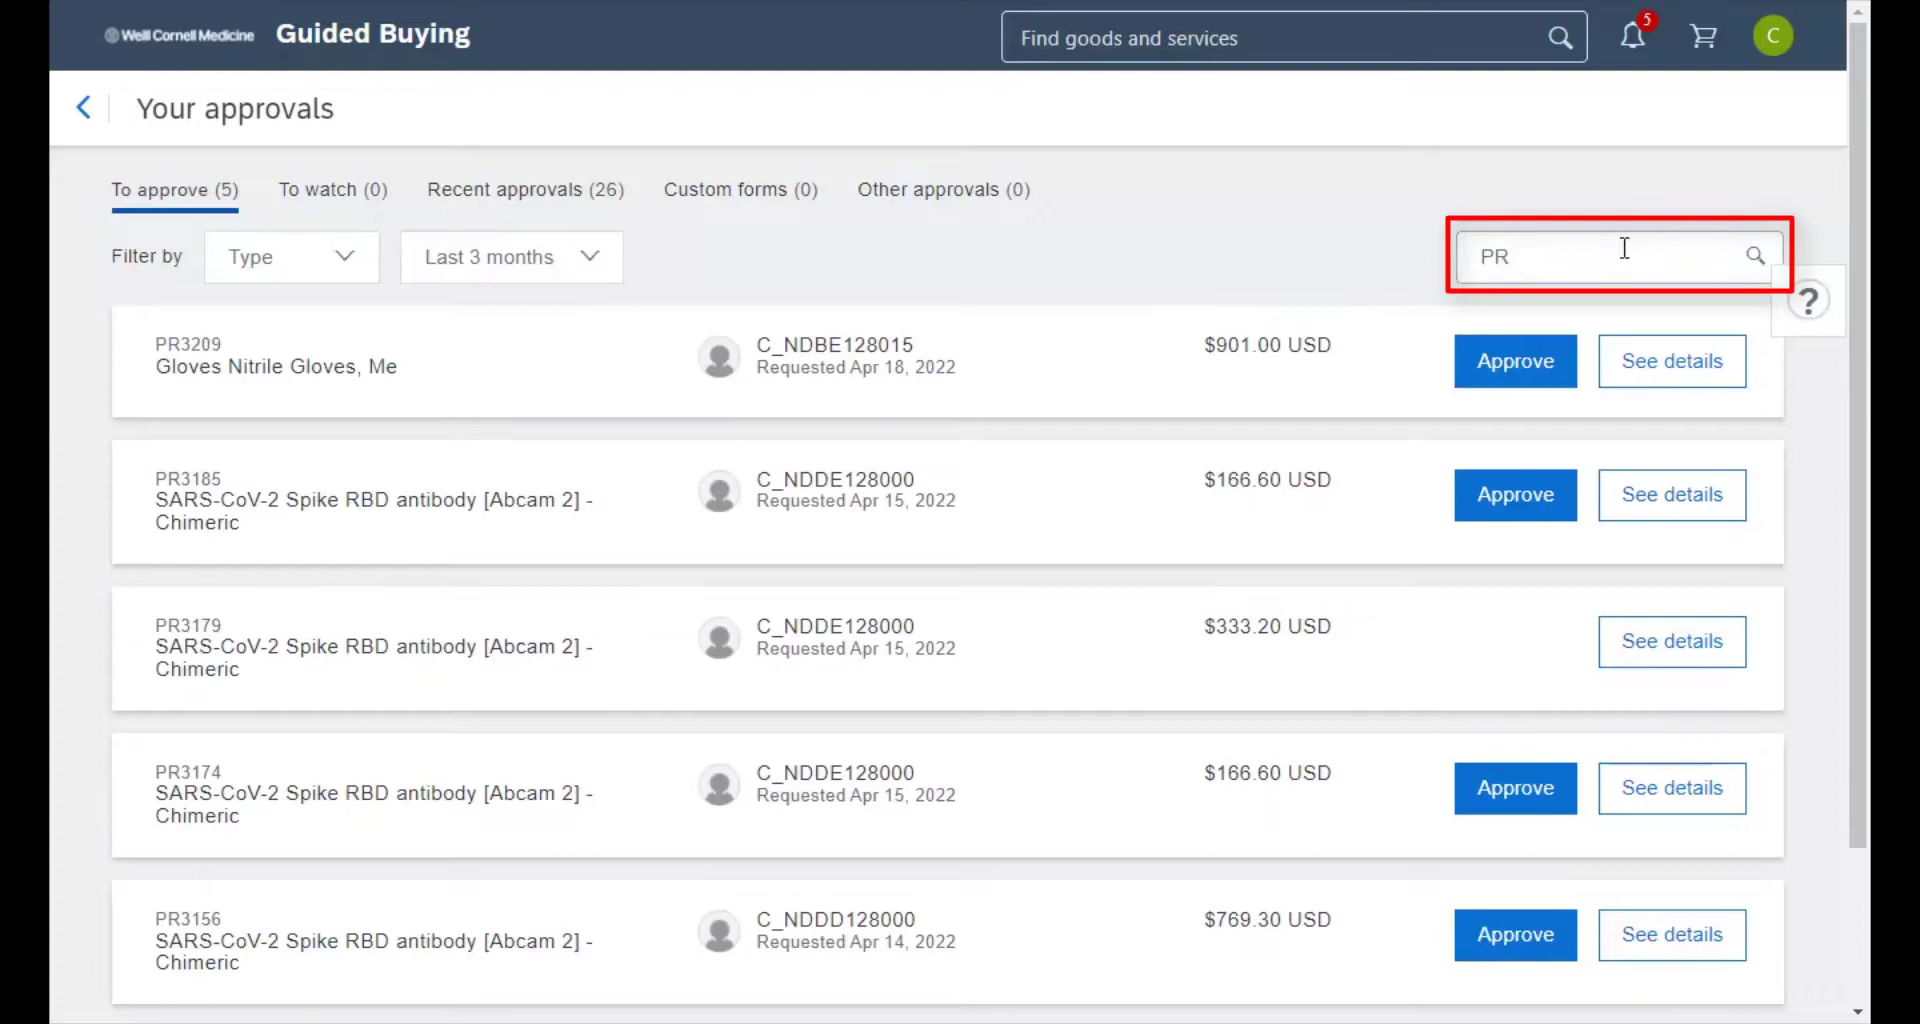 Weill Cornell Medicine Guided Buying
Find goods and services
5
C
Your approvals
To approve (5) To watch (0) Recent approvals (26) Custom forms (0) Other approvals (0)
Filter by Type Last 3 months PR
?
PR3209
Gloves Nitrile Gloves, Me
C_NDBE128015
Requested Apr 18, 2022
$901.00 USD
Approve See details
PR3185
SARS-CoV-2 Spike RBD antibody [Abcam 2] -
Chimeric
C_NDDE128000
Requested Apr 15, 2022
$166.60 USD
Approve See details
PR3179
SARS-CoV-2 Spike RBD antibody [Abcam 2] -
Chimeric
C_NDDE128000
Requested Apr 15, 2022
$333.20 USD
See details
PR3174
SARS-CoV-2 Spike RBD antibody [Abcam 2] -
Chimeric
C_NDDE128000
Requested Apr 15, 2022
$166.60 USD
Approve See details
PR3156
SARS-CoV-2 Spike RBD antibody [Abcam 2] -
Chimeric
C_NDDD128000
Requested Apr 14, 2022
$769.30 USD
Approve See details